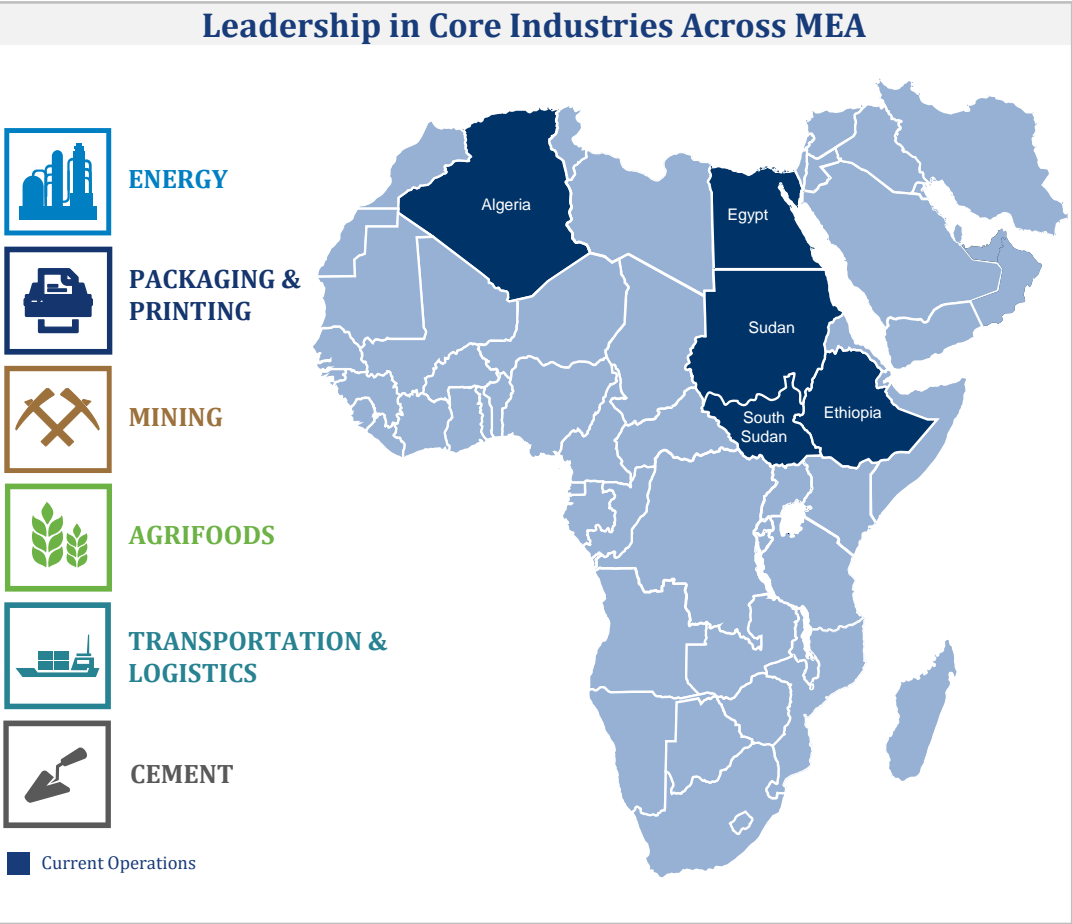 Leadership in Core Industries Across MEA
ENERGY
PACKAGING &
PRINTING
MINING
AGRIFOODS
TRANSPORTATION &
LOGISTICS
CEMENT
Current Operations
Algeria
Egypt
Sudan
South
Sudan
Ethiopia